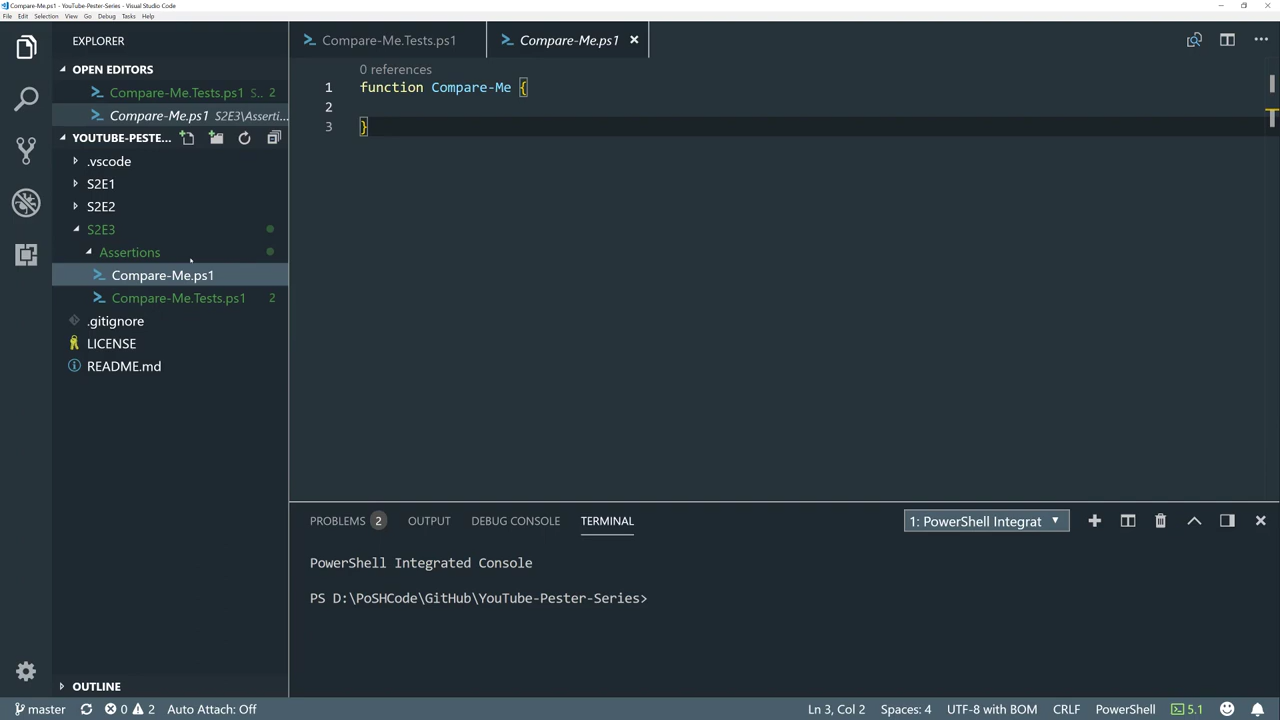 Compare-Me.ps1 - YouTube-Pester-Series - Visual Studio Code
File Edit Selection View Go Debug Tasks Help
EXPLORER
OPEN EDITORS
Compare-Me.Tests.ps1 S.. 2
Compare-Me.ps1 S2E3\Asserti...
YOUTUBE-PESTE...
.vscode
S2E1
S2E2
S2E3
Assertions
Compare-Me.ps1
Compare-Me.Tests.ps1 2
.gitignore
LICENSE
README.md
OUTLINE
Compare-Me.Tests.ps1 Compare-Me.ps1
0 references
1 function Compare-Me {
2
3 }
PROBLEMS 2 OUTPUT DEBUG CONSOLE TERMINAL 1: PowerShell Integrat
PowerShell Integrated Console
PS D:\PoSHCode\GitHub\YouTube-Pester-Series>
master 0 2 Auto Attach: Off Ln 3, Col 2 Spaces: 4 UTF-8 with BOM CRLF PowerShell 5.1